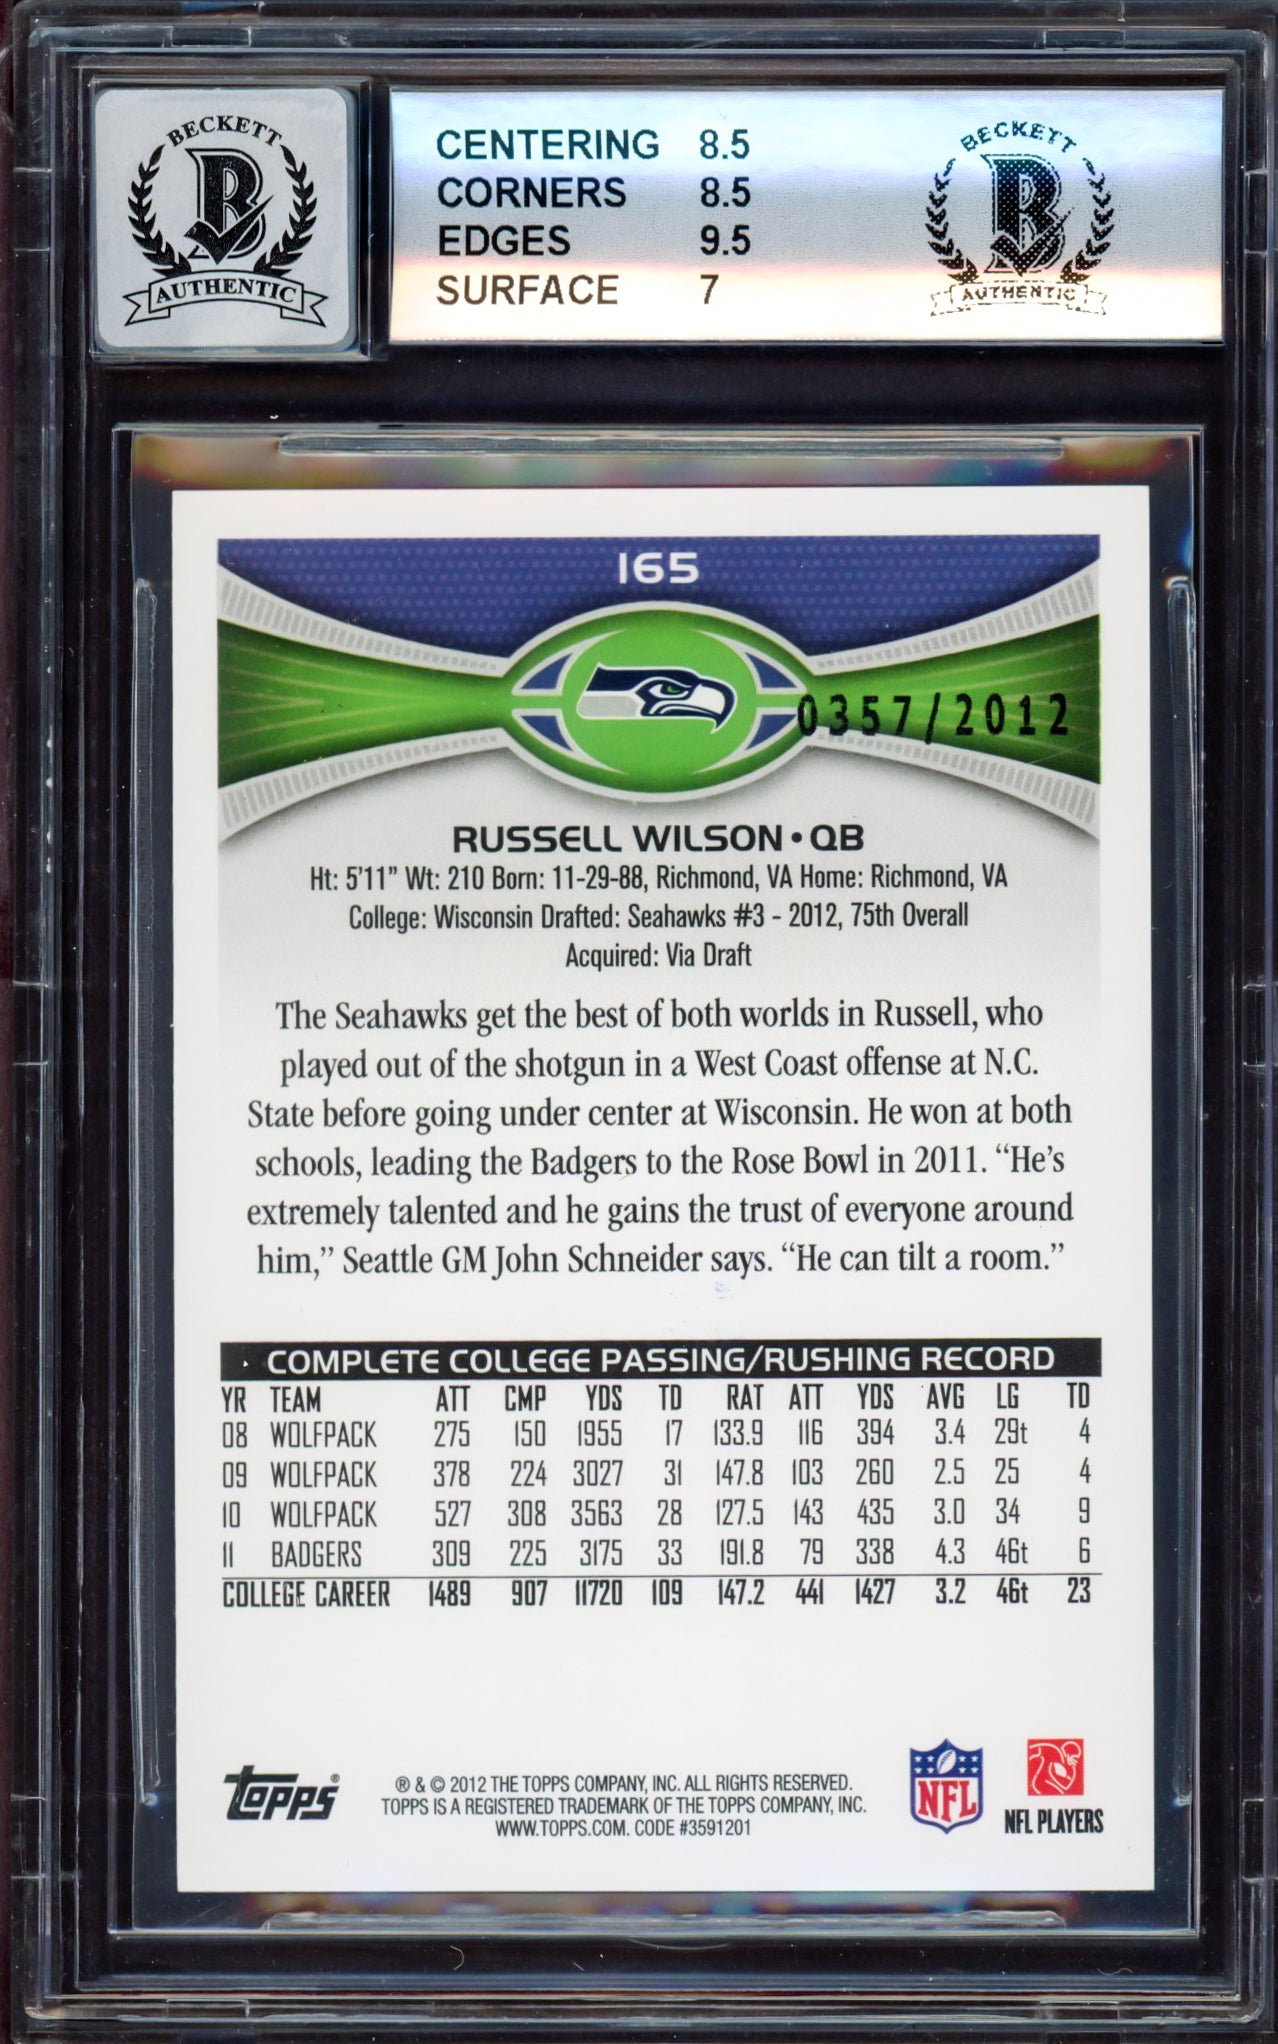 BECKETT
B
AUTHENTIC
CENTERING 8.5
CORNERS 8.5
EDGES 9.5
SURFACE 7
BECKETT
B
AUTHENTIC
165
0357/2012
RUSSELL WILSON • QB
Ht: 5'11" Wt: 210 Born: 11-29-88, Richmond, VA Home: Richmond, VA
College: Wisconsin Drafted: Seahawks #3 - 2012, 75th Overall
Acquired: Via Draft
The Seahawks get the best of both worlds in Russell, who
played out of the shotgun in a West Coast offense at N.C.
State before going under center at Wisconsin. He won at both
schools, leading the Badgers to the Rose Bowl in 2011. “He’s
extremely talented and he gains the trust of everyone around
him,” Seattle GM John Schneider says. “He can tilt a room.”
COMPLETE COLLEGE PASSING/RUSHING RECORD
YR TEAM ATT CMP YDS TD RAT ATT YDS AVG LG TD
08 WOLFPACK 275 150 1955 17 133.9 116 394 3.4 29t 4
09 WOLFPACK 378 224 3027 31 147.8 103 260 2.5 25 4
10 WOLFPACK 527 308 3563 28 127.5 143 435 3.0 34 9
11 BADGERS 309 225 3175 33 191.8 79 338 4.3 46t 6
COLLEGE CAREER 1489 907 11720 109 147.2 441 1427 3.2 46t 23
topps®
® & © 2012 THE TOPPS COMPANY, INC. ALL RIGHTS RESERVED.
TOPPS IS A REGISTERED TRADEMARK OF THE TOPPS COMPANY, INC.
WWW.TOPPS.COM. CODE #3591201
NFL
NFL PLAYERS